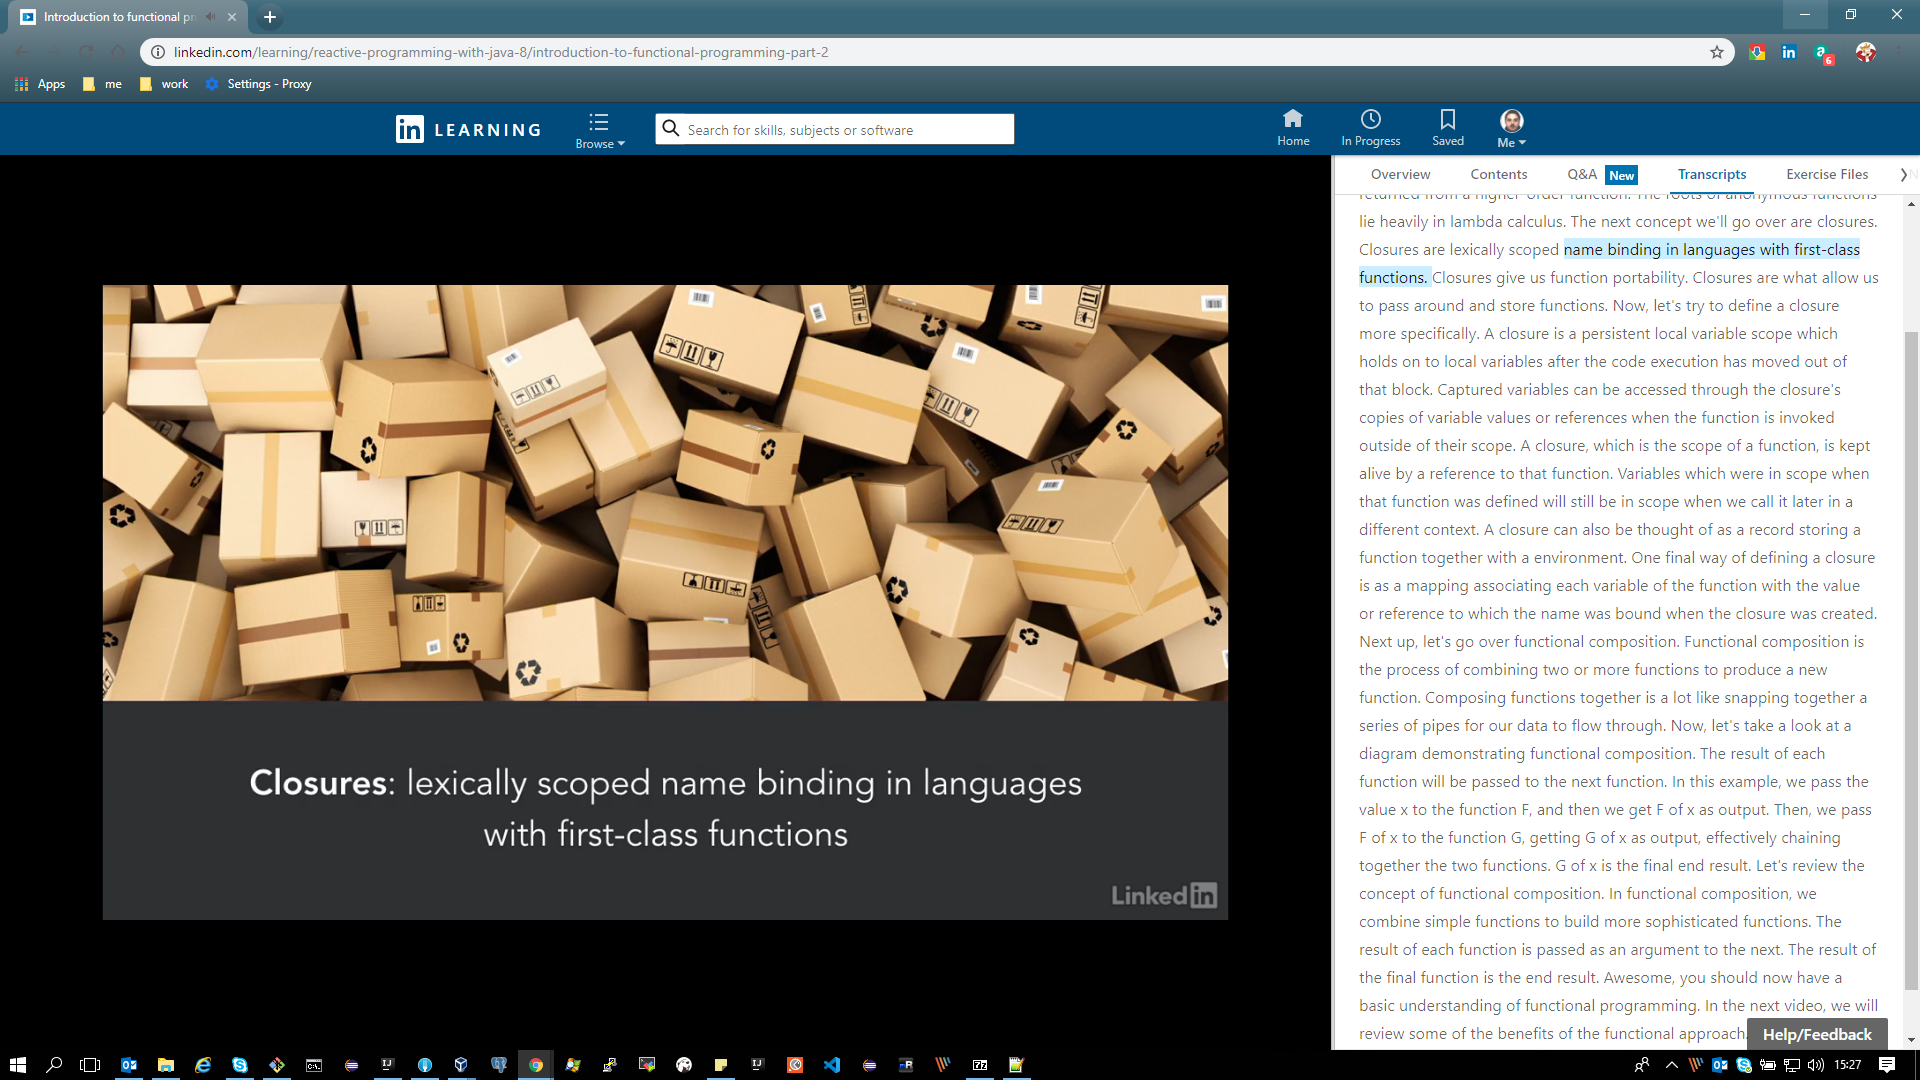 Introduction to functional pr
linkedin.com/learning/reactive-programming-with-java-8/introduction-to-functional-programming-part-2
6
Apps
me
work
Settings - Proxy
in LEARNING
Browse
Search for skills, subjects or software
Home
In Progress
Saved
Me
Overview
Contents
Q&A New
Transcripts
Exercise Files
returned from a higher-order function. The roots of anonymous functions
lie heavily in lambda calculus. The next concept we'll go over are closures.
Closures are lexically scoped name binding in languages with first-class
functions. Closures give us function portability. Closures are what allow us
to pass around and store functions. Now, let's try to define a closure
more specifically. A closure is a persistent local variable scope which
holds on to local variables after the code execution has moved out of
that block. Captured variables can be accessed through the closure's
copies of variable values or references when the function is invoked
outside of their scope. A closure, which is the scope of a function, is kept
alive by a reference to that function. Variables which were in scope when
that function was defined will still be in scope when we call it later in a
different context. A closure can also be thought of as a record storing a
function together with a environment. One final way of defining a closure
is as a mapping associating each variable of the function with the value
or reference to which the name was bound when the closure was created.
Next up, let's go over functional composition. Functional composition is
the process of combining two or more functions to produce a new
function. Composing functions together is a lot like snapping together a
series of pipes for our data to flow through. Now, let's take a look at a
diagram demonstrating functional composition. The result of each
function will be passed to the next function. In this example, we pass the
value x to the function F, and then we get F of x as output. Then, we pass
F of x to the function G, getting G of x as output, effectively chaining
together the two functions. G of x is the final end result. Let's review the
concept of functional composition. In functional composition, we
combine simple functions to build more sophisticated functions. The
result of each function is passed as an argument to the next. The result of
the final function is the end result. Awesome, you should now have a
basic understanding of functional programming. In the next video, we will
review some of the benefits of the functional approach.
Help/Feedback
Closures: lexically scoped name binding in languages
with first-class functions
Linked in
15:27